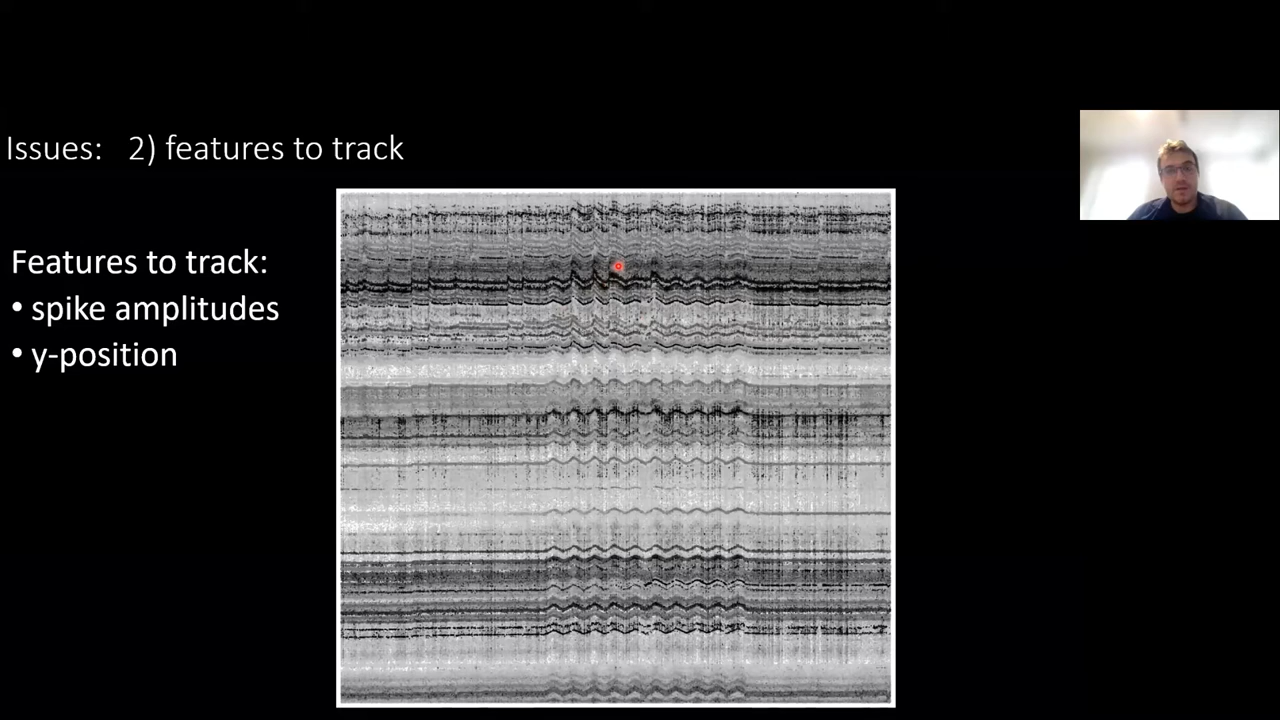 Issues: 2) features to track
Features to track:
• spike amplitudes
• y-position